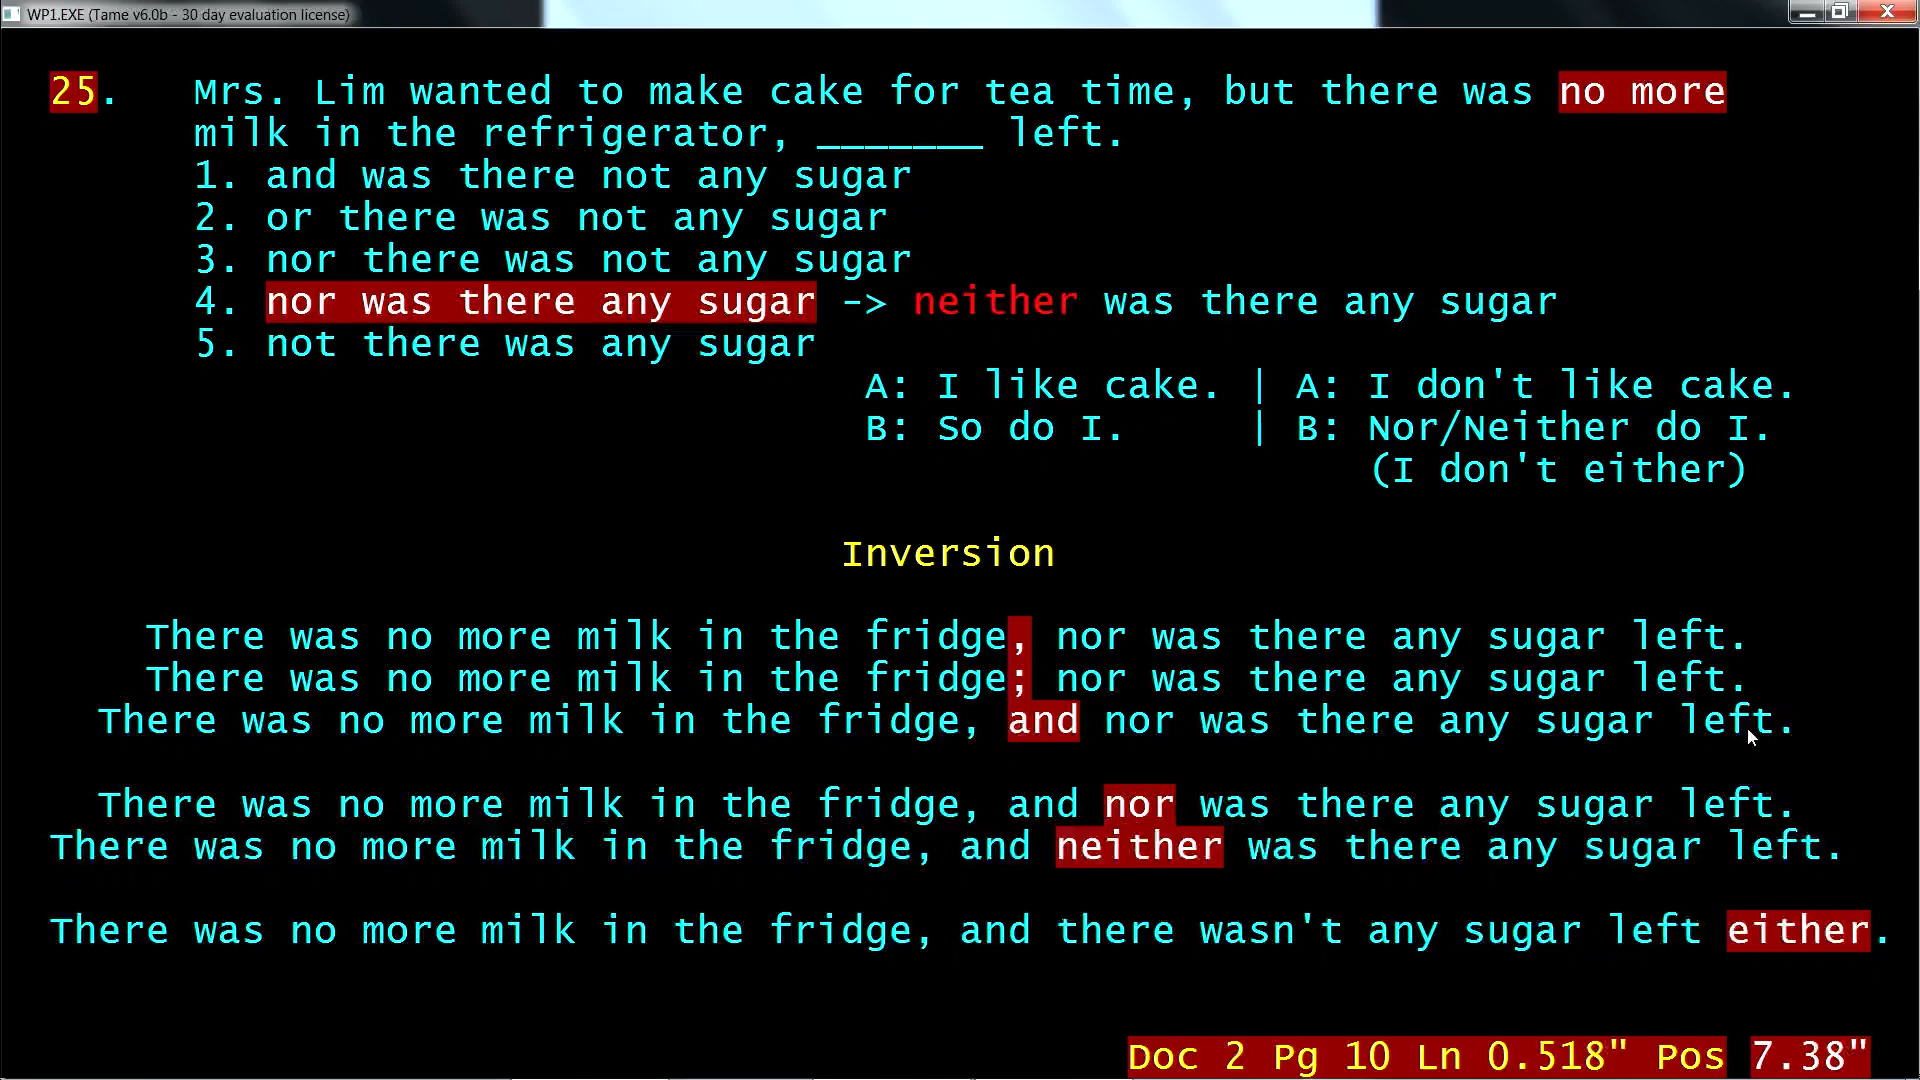 WP1.EXE (Tame v6.0b - 30 day evaluation license)
25. Mrs. Lim wanted to make cake for tea time, but there was no more
milk in the refrigerator, _______ left.
1. and was there not any sugar
2. or there was not any sugar
3. nor there was not any sugar
4. nor was there any sugar -> neither was there any sugar
5. not there was any sugar
A: I like cake. | A: I don't like cake.
B: So do I. | B: Nor/Neither do I.
(I don't either)
Inversion
There was no more milk in the fridge, nor was there any sugar left.
There was no more milk in the fridge; nor was there any sugar left.
There was no more milk in the fridge, and nor was there any sugar left.
There was no more milk in the fridge, and nor was there any sugar left.
There was no more milk in the fridge, and neither was there any sugar left.
There was no more milk in the fridge, and there wasn't any sugar left either.
Doc 2 Pg 10 Ln 0.518" Pos 7.38"